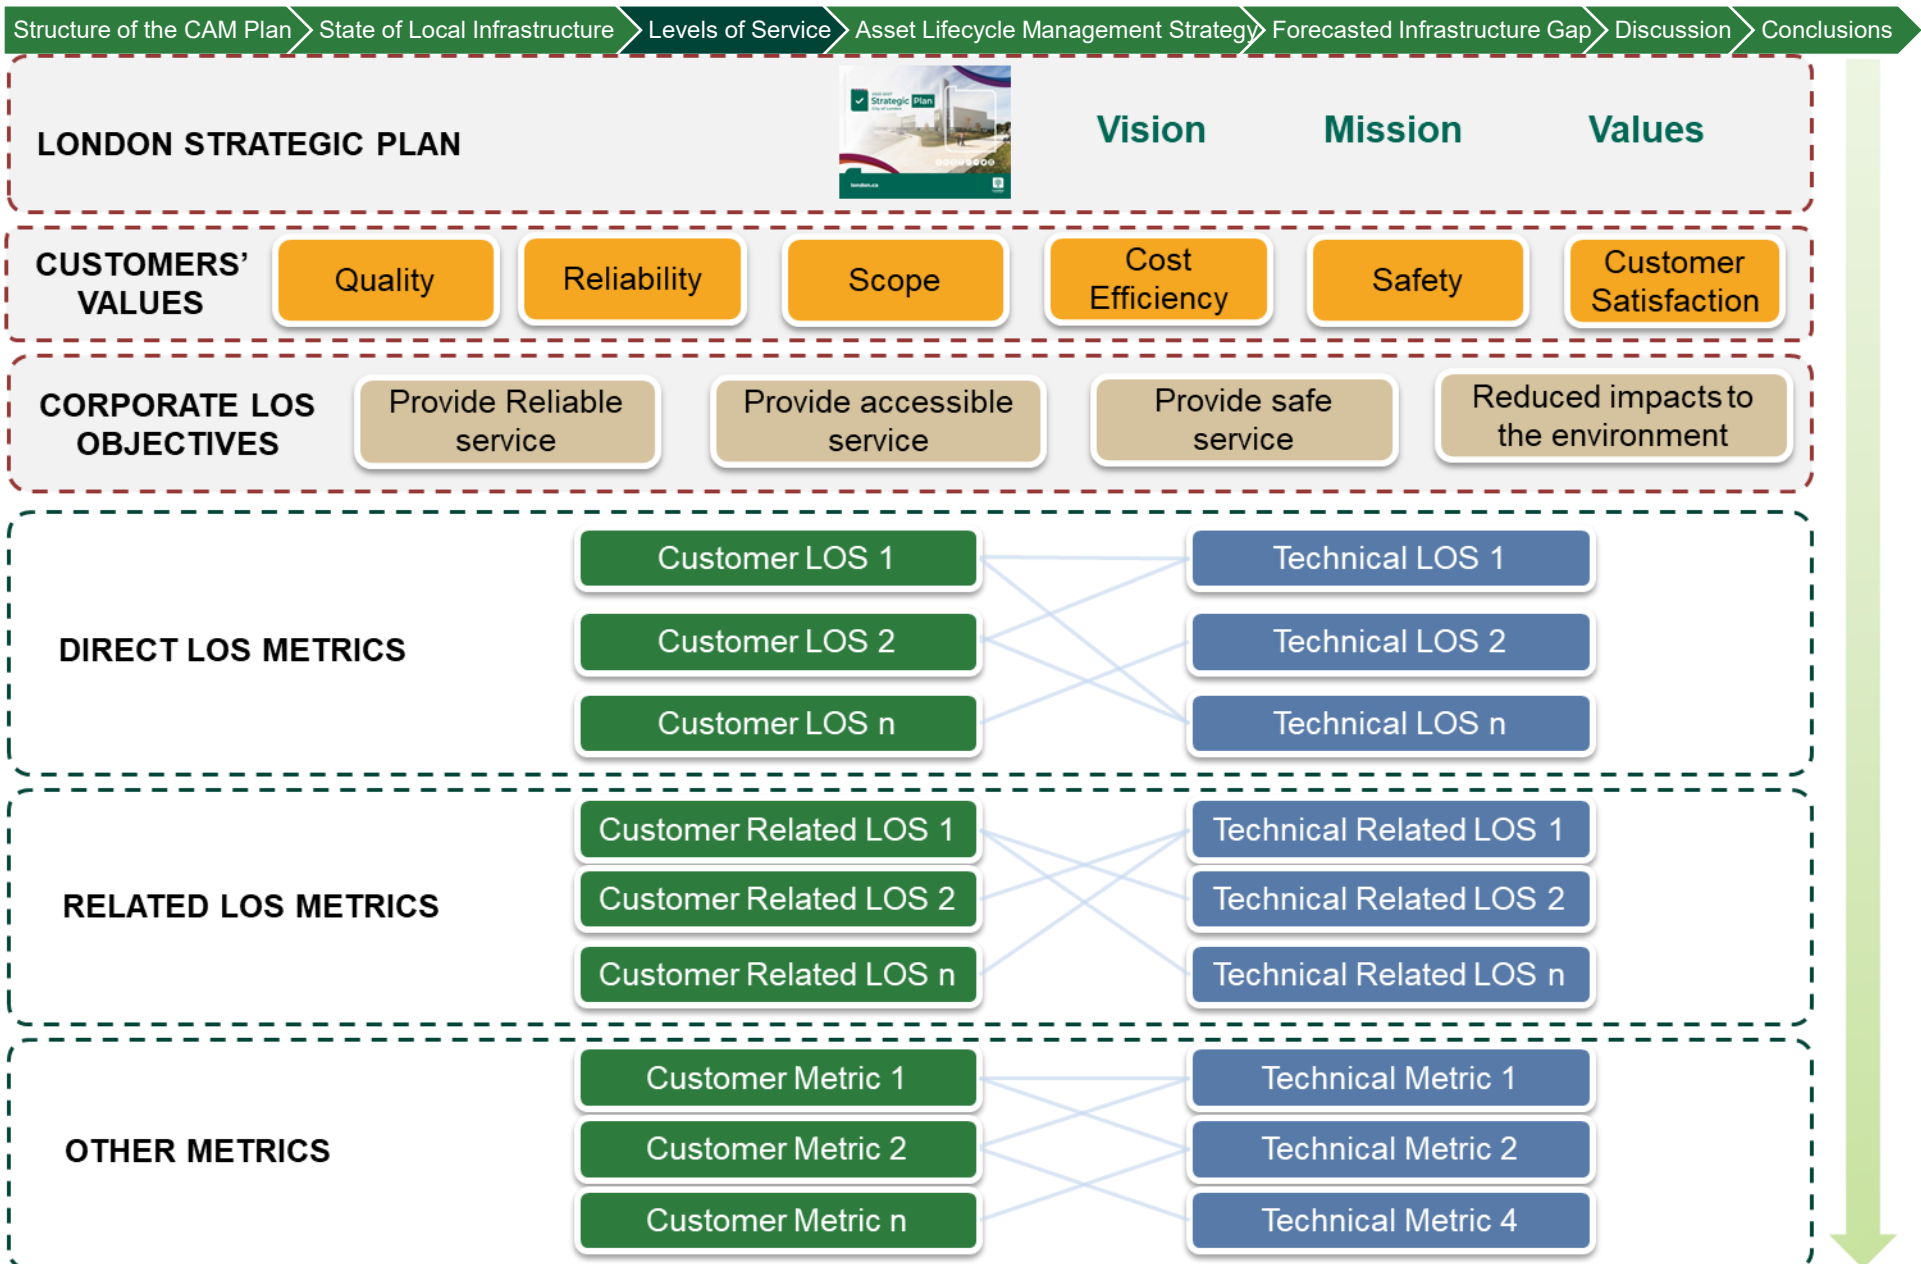 Structure of the CAM Plan
State of Local Infrastructure
Levels of Service
Asset Lifecycle Management Strategy
Forecasted Infrastructure Gap
Discussion
Conclusions
LONDON STRATEGIC PLAN
Strategic Plan
City of London
london.ca
Vision
Mission
Values
CUSTOMERS’
VALUES
Quality
Reliability
Scope
Cost
Efficiency
Safety
Customer
Satisfaction
CORPORATE LOS
OBJECTIVES
Provide Reliable
service
Provide accessible
service
Provide safe
service
Reduced impacts to
the environment
DIRECT LOS METRICS
Customer LOS 1
Technical LOS 1
Customer LOS 2
Technical LOS 2
Customer LOS n
Technical LOS n
RELATED LOS METRICS
Customer Related LOS 1
Technical Related LOS 1
Customer Related LOS 2
Technical Related LOS 2
Customer Related LOS n
Technical Related LOS n
OTHER METRICS
Customer Metric 1
Technical Metric 1
Customer Metric 2
Technical Metric 2
Customer Metric n
Technical Metric 4